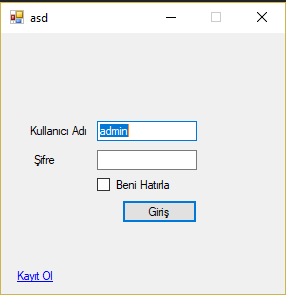 asd
Kullanıcı Adı admin
Şifre
Beni Hatırla
Giriş
Kayıt Ol